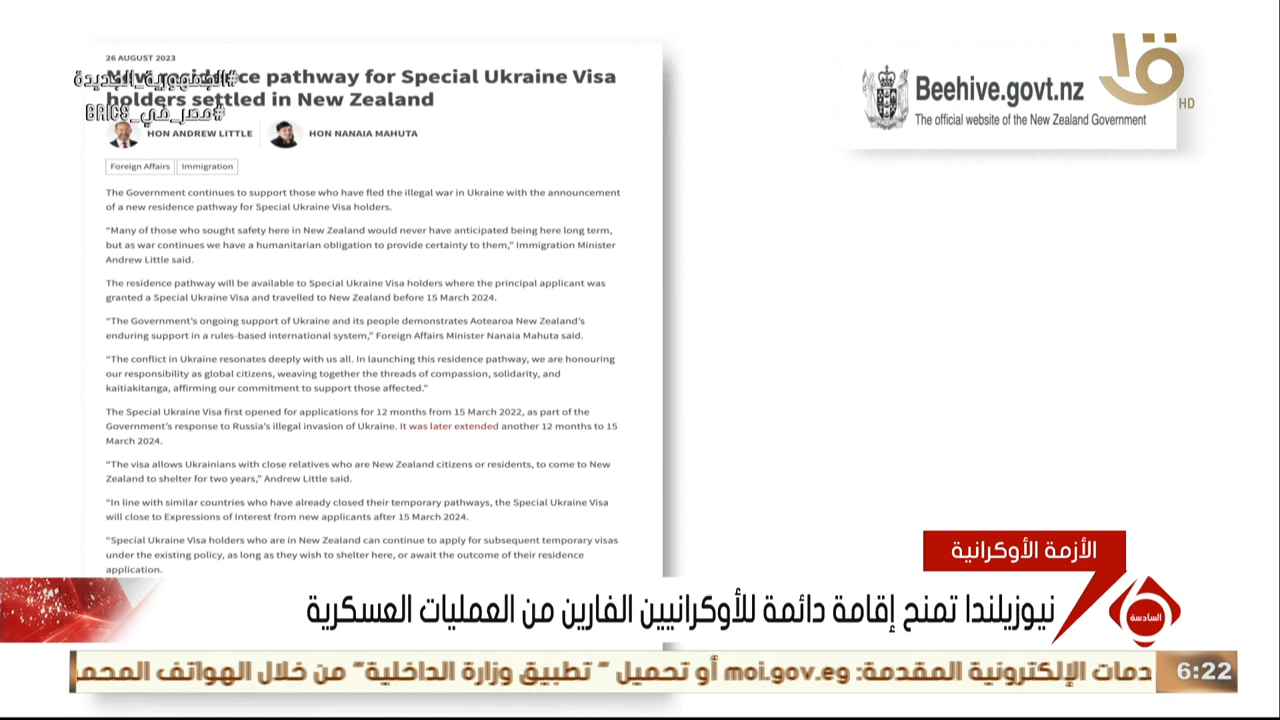 26 AUGUST 2023
New residence pathway for Special Ukraine Visa
holders settled in New Zealand
#الجمهورية_الجديدة
#مصر_في_BRICS
HON ANDREW LITTLE
HON NANAIA MAHUTA
Foreign Affairs
Immigration
The Government continues to support those who have fled the illegal war in Ukraine with the announcement
of a new residence pathway for Special Ukraine Visa holders.
"Many of those who sought safety here in New Zealand would never have anticipated being here long term,
but as war continues we have a humanitarian obligation to provide certainty to them," Immigration Minister
Andrew Little said.
The residence pathway will be available to Special Ukraine Visa holders where the principal applicant was
granted a Special Ukraine Visa and travelled to New Zealand before 15 March 2024.
"The Government's ongoing support of Ukraine and its people demonstrates Aotearoa New Zealand's
enduring support in a rules-based international system," Foreign Affairs Minister Nanaia Mahuta said.
"The conflict in Ukraine resonates deeply with us all. In launching this residence pathway, we are honouring
our responsibility as global citizens, weaving together the threads of compassion, solidarity, and
kaitiakitanga, affirming our commitment to support those affected."
The Special Ukraine Visa first opened for applications for 12 months from 15 March 2022, as part of the
Government's response to Russia's illegal invasion of Ukraine. It was later extended another 12 months to 15
March 2024.
"The visa allows Ukrainians with close relatives who are New Zealand citizens or residents, to come to New
Zealand to shelter for two years," Andrew Little said.
"In line with similar countries who have already closed their temporary pathways, the Special Ukraine Visa
will close to Expressions of Interest from new applicants after 15 March 2024.
"Special Ukraine Visa holders who are in New Zealand can continue to apply for subsequent temporary visas
under the existing policy, as long as they wish to shelter here, or await the outcome of their residence
application.
Beehive.govt.nz
The official website of the New Zealand Government
HD
الأزمة الأوكرانية
نيوزيلندا تمنح إقامة دائمة للأوكرانيين الفارين من العمليات العسكرية
السادسة
دمات الإلكترونية المقدمة: moi.gov.eg أو تحميل " تطبيق وزارة الداخلية" من خلال الهواتف المحم
6:22